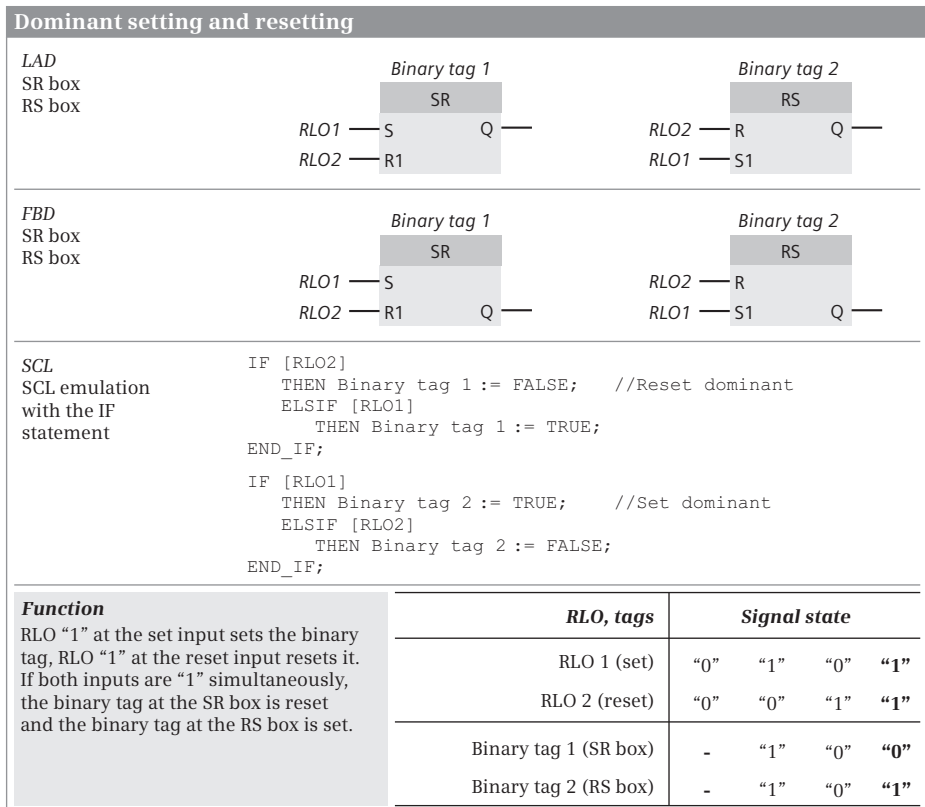 Dominant setting and resetting
LAD
SR box
RS box
Binary tag 1
SR
RLO1 S Q
RLO2 R1
Binary tag 2
RS
RLO2 R Q
RLO1 S1
FBD
SR box
RS box
Binary tag 1
SR
RLO1 S
RLO2 R1 Q
Binary tag 2
RS
RLO2 R
RLO1 S1 Q
SCL
SCL emulation
with the IF
statement
IF [RLO2]
THEN Binary tag 1 := FALSE; //Reset dominant
ELSIF [RLO1]
THEN Binary tag 1 := TRUE;
END_IF;
IF [RLO1]
THEN Binary tag 2 := TRUE; //Set dominant
ELSIF [RLO2]
THEN Binary tag 2 := FALSE;
END_IF;
Function
RLO “1” at the set input sets the binary
tag, RLO “1” at the reset input resets it.
If both inputs are “1” simultaneously,
the binary tag at the SR box is reset
and the binary tag at the RS box is set.
RLO, tags Signal state
RLO 1 (set) “0” “1” “0” “1”
RLO 2 (reset) “0” “0” “1” “1”
Binary tag 1 (SR box) - “1” “0” “0”
Binary tag 2 (RS box) - “1” “0” “1”